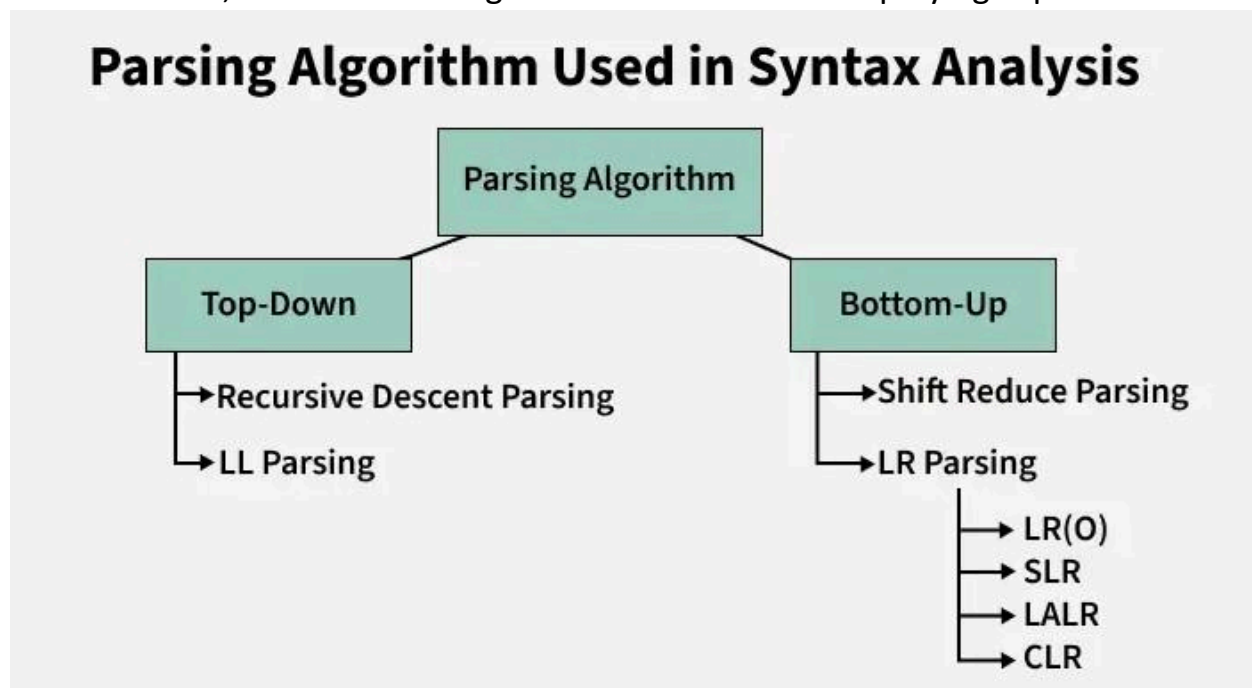 Parsing Algorithm Used in Syntax Analysis
Parsing Algorithm
Top-Down
Recursive Descent Parsing
LL Parsing
Bottom-Up
Shift Reduce Parsing
LR Parsing
LR(O)
SLR
LALR
CLR